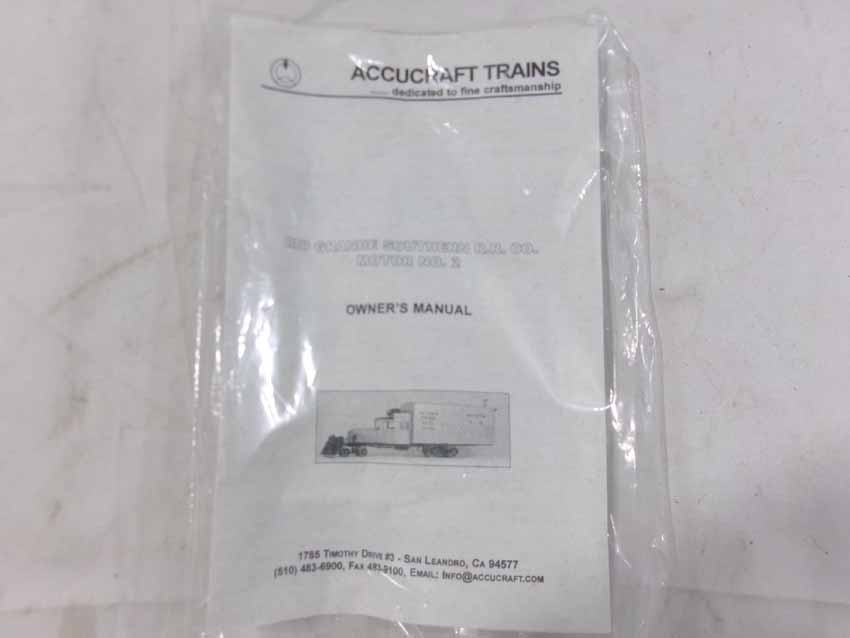 ACCUCRAFT TRAINS
..... dedicated to fine craftsmanship
RIO GRANDE SOUTHERN R.R. CO.
MOTOR NO. 2
OWNER'S MANUAL
1785 TIMOTHY DRIVE #3 - SAN LEANDRO, CA 94577
(510) 483-6900, FAX 483-9100, EMAIL: INFO@ACCUCRAFT.COM